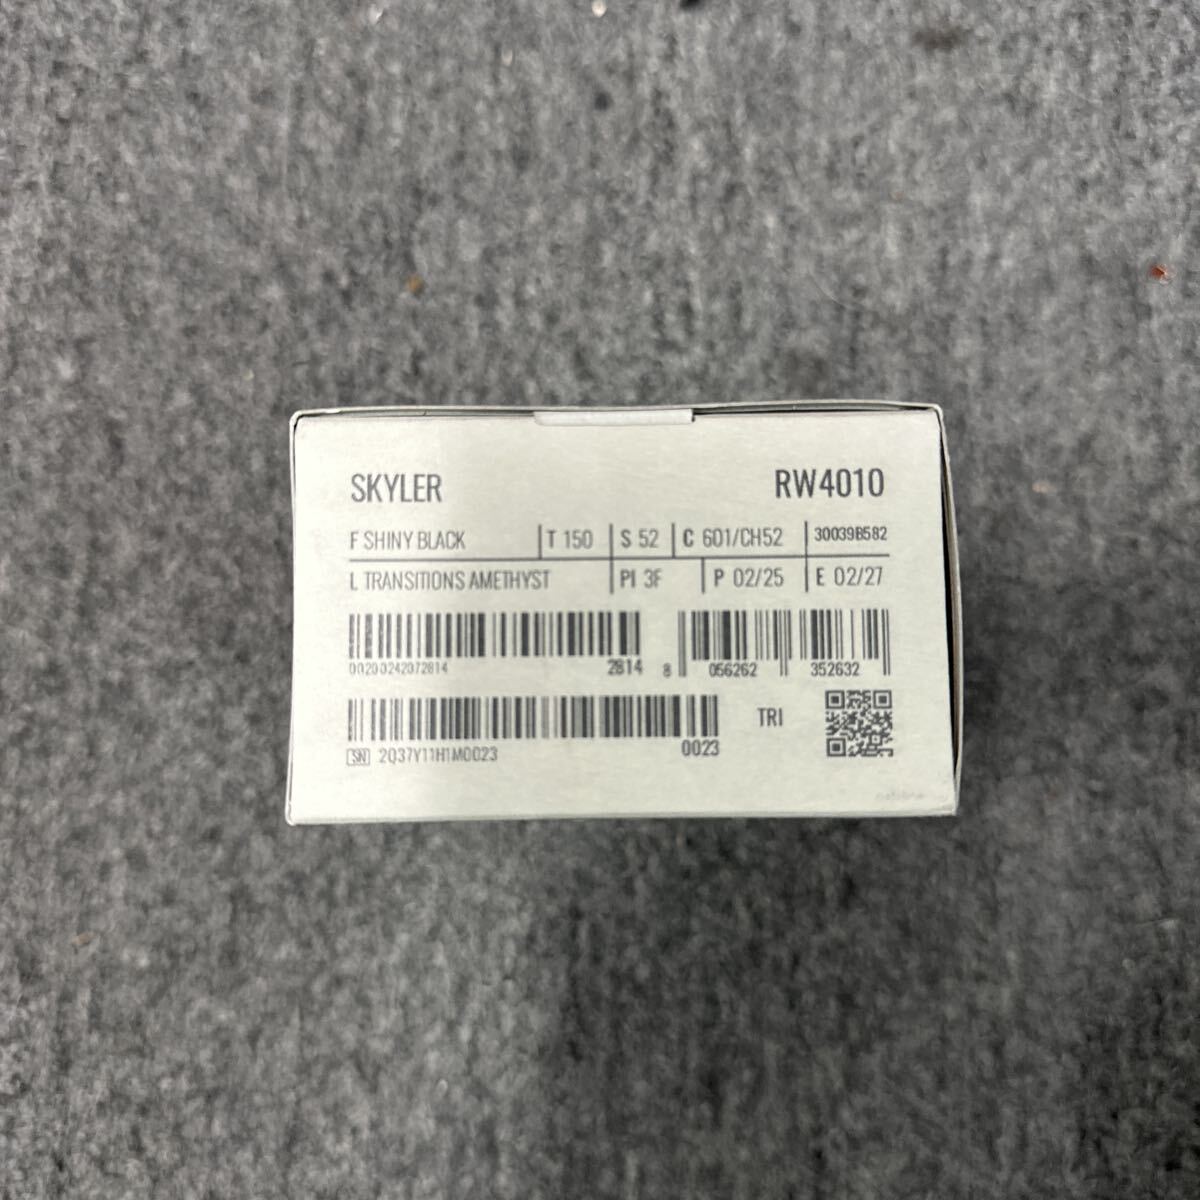 SKYLER RW4010
F SHINY BLACK T 150 S 52 C 601/CH52 30039B582
L TRANSITIONS AMETHYST PI 3F P 02/25 E 02/27
00200242072814 2814 8 056262 352632
TRI
SN 2Q37Y11H1M0023 0023